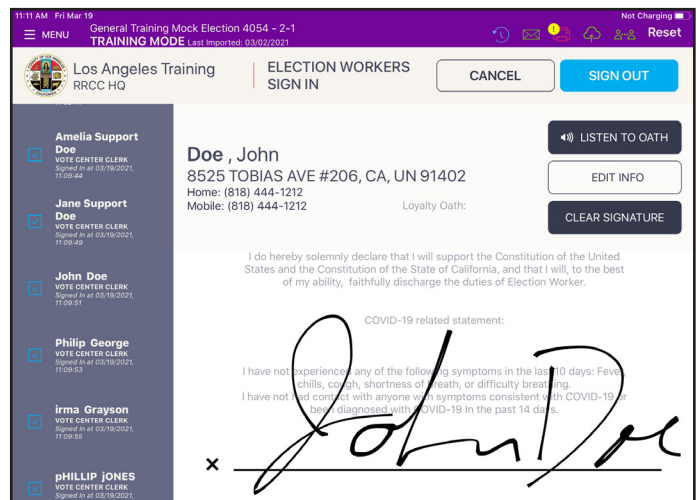 11:11 AM Fri Mar 19
Not Charging
MENU
General Training Mock Election 4054 - 2-1
TRAINING MODE Last Imported: 03/02/2021
Reset
Los Angeles Training
RRCC HQ
ELECTION WORKERS
SIGN IN
CANCEL
SIGN OUT
Amelia Support
Doe
VOTE CENTER CLERK
Signed In at 03/19/2021,
11:09:44
Jane Support
Doe
VOTE CENTER CLERK
Signed In at 03/19/2021,
11:09:49
John Doe
VOTE CENTER CLERK
Signed In at 03/19/2021,
11:09:51
Philip George
VOTE CENTER CLERK
Signed In at 03/19/2021,
11:09:53
irma Grayson
VOTE CENTER CLERK
Signed In at 03/19/2021,
11:09:55
pHILLIP jONES
VOTE CENTER CLERK
Signed In at 03/19/2021,
Doe , John
8525 TOBIAS AVE #206, CA, UN 91402
Home: (818) 444-1212
Mobile: (818) 444-1212
Loyalty Oath:
LISTEN TO OATH
EDIT INFO
CLEAR SIGNATURE
I do hereby solemnly declare that I will support the Constitution of the United
States and the Constitution of the State of California, and that I will, to the best
of my ability, faithfully discharge the duties of Election Worker.
COVID-19 related statement:
I have not experienced any of the following symptoms in the last 10 days: Fever,
chills, cough, shortness of breath, or difficulty breathing.
I have not had contact with anyone with symptoms consistent with COVID-19 or
been diagnosed with COVID-19 In the past 14 days.
John Doe
×